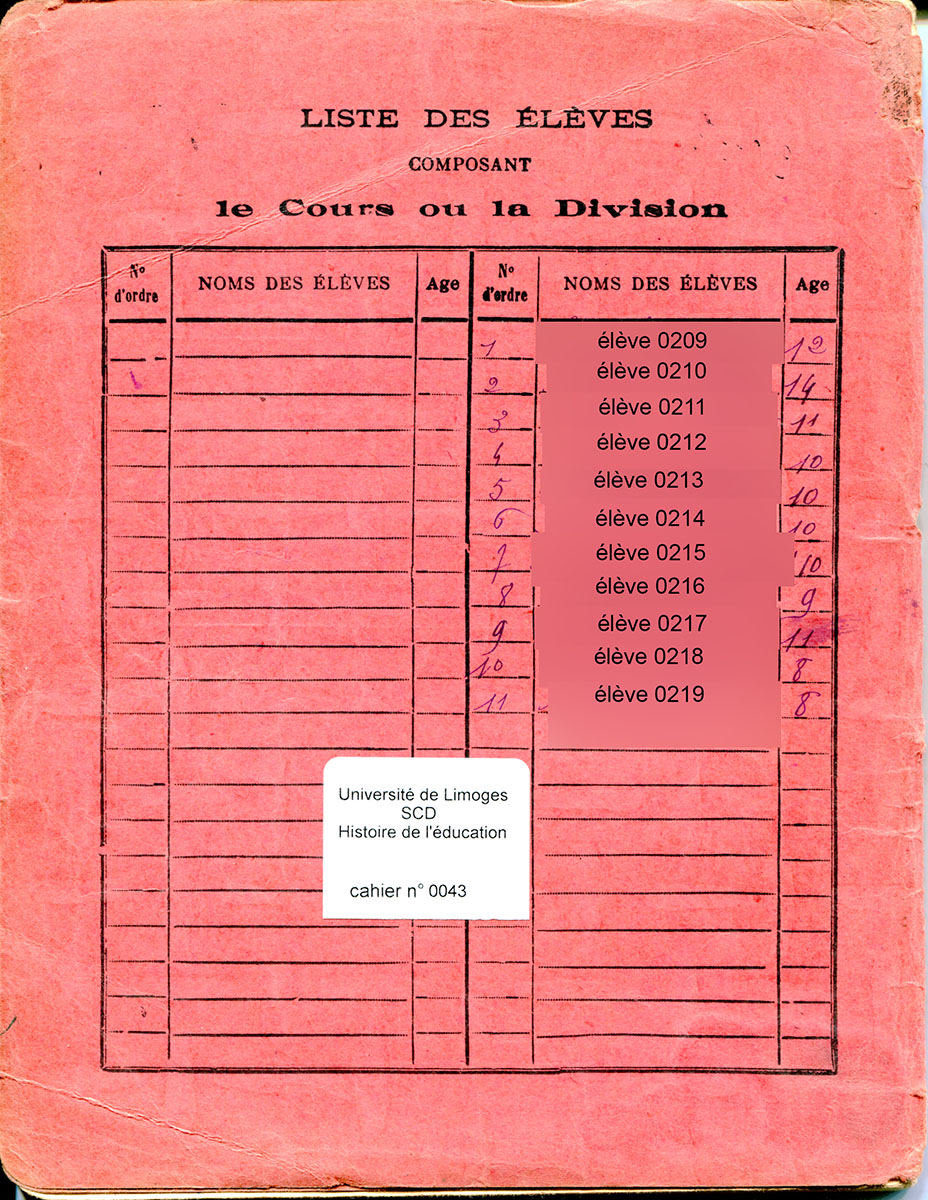 LISTE DES ÉLÈVES
COMPOSANT
le Cours ou la Division
N° d'ordre NOMS DES ÉLÈVES Age N° d'ordre NOMS DES ÉLÈVES Age
1 élève 0209 12
2 élève 0210 14
3 élève 0211 11
4 élève 0212 10
5 élève 0213 10
6 élève 0214 10
7 élève 0215 10
8 élève 0216 9
9 élève 0217 11
10 élève 0218 8
11 élève 0219 8
Université de Limoges
SCD
Histoire de l'éducation
cahier n° 0043